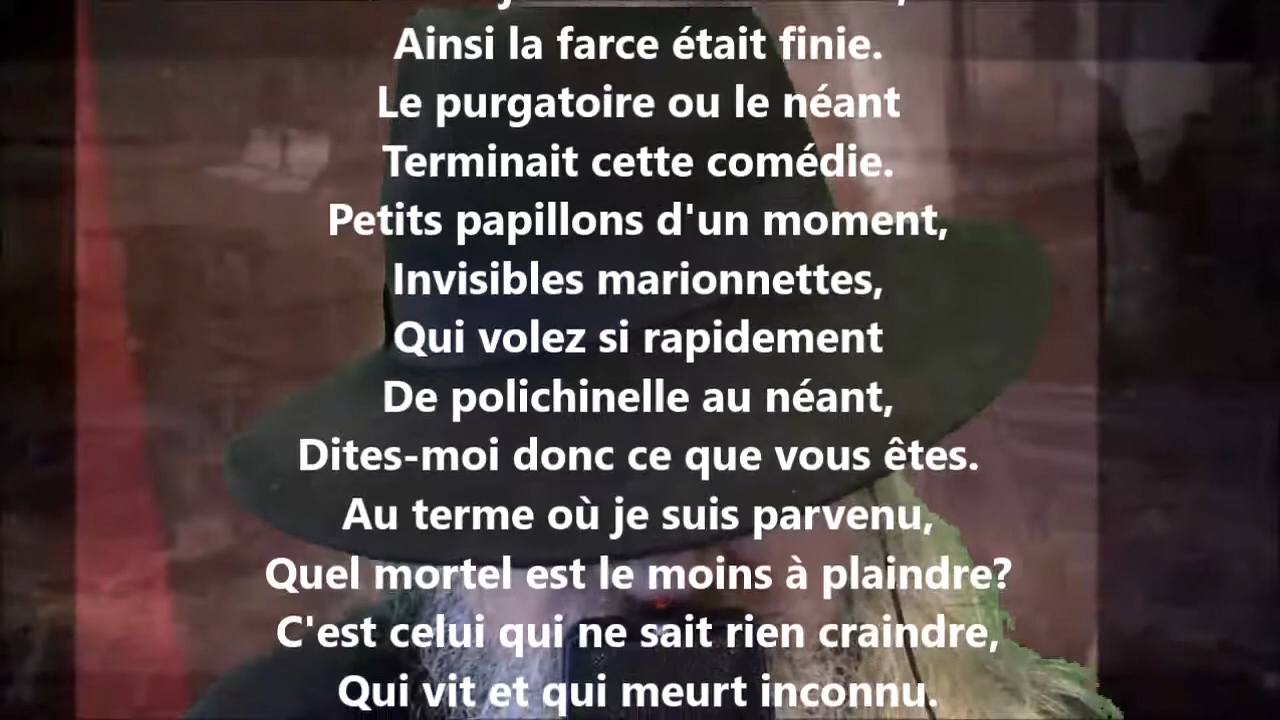 Ainsi la farce était finie.
Le purgatoire ou le néant
Terminait cette comédie.
Petits papillons d'un moment,
Invisibles marionnettes,
Qui volez si rapidement
De polichinelle au néant,
Dites-moi donc ce que vous êtes.
Au terme où je suis parvenu,
Quel mortel est le moins à plaindre?
C'est celui qui ne sait rien craindre,
Qui vit et qui meurt inconnu.